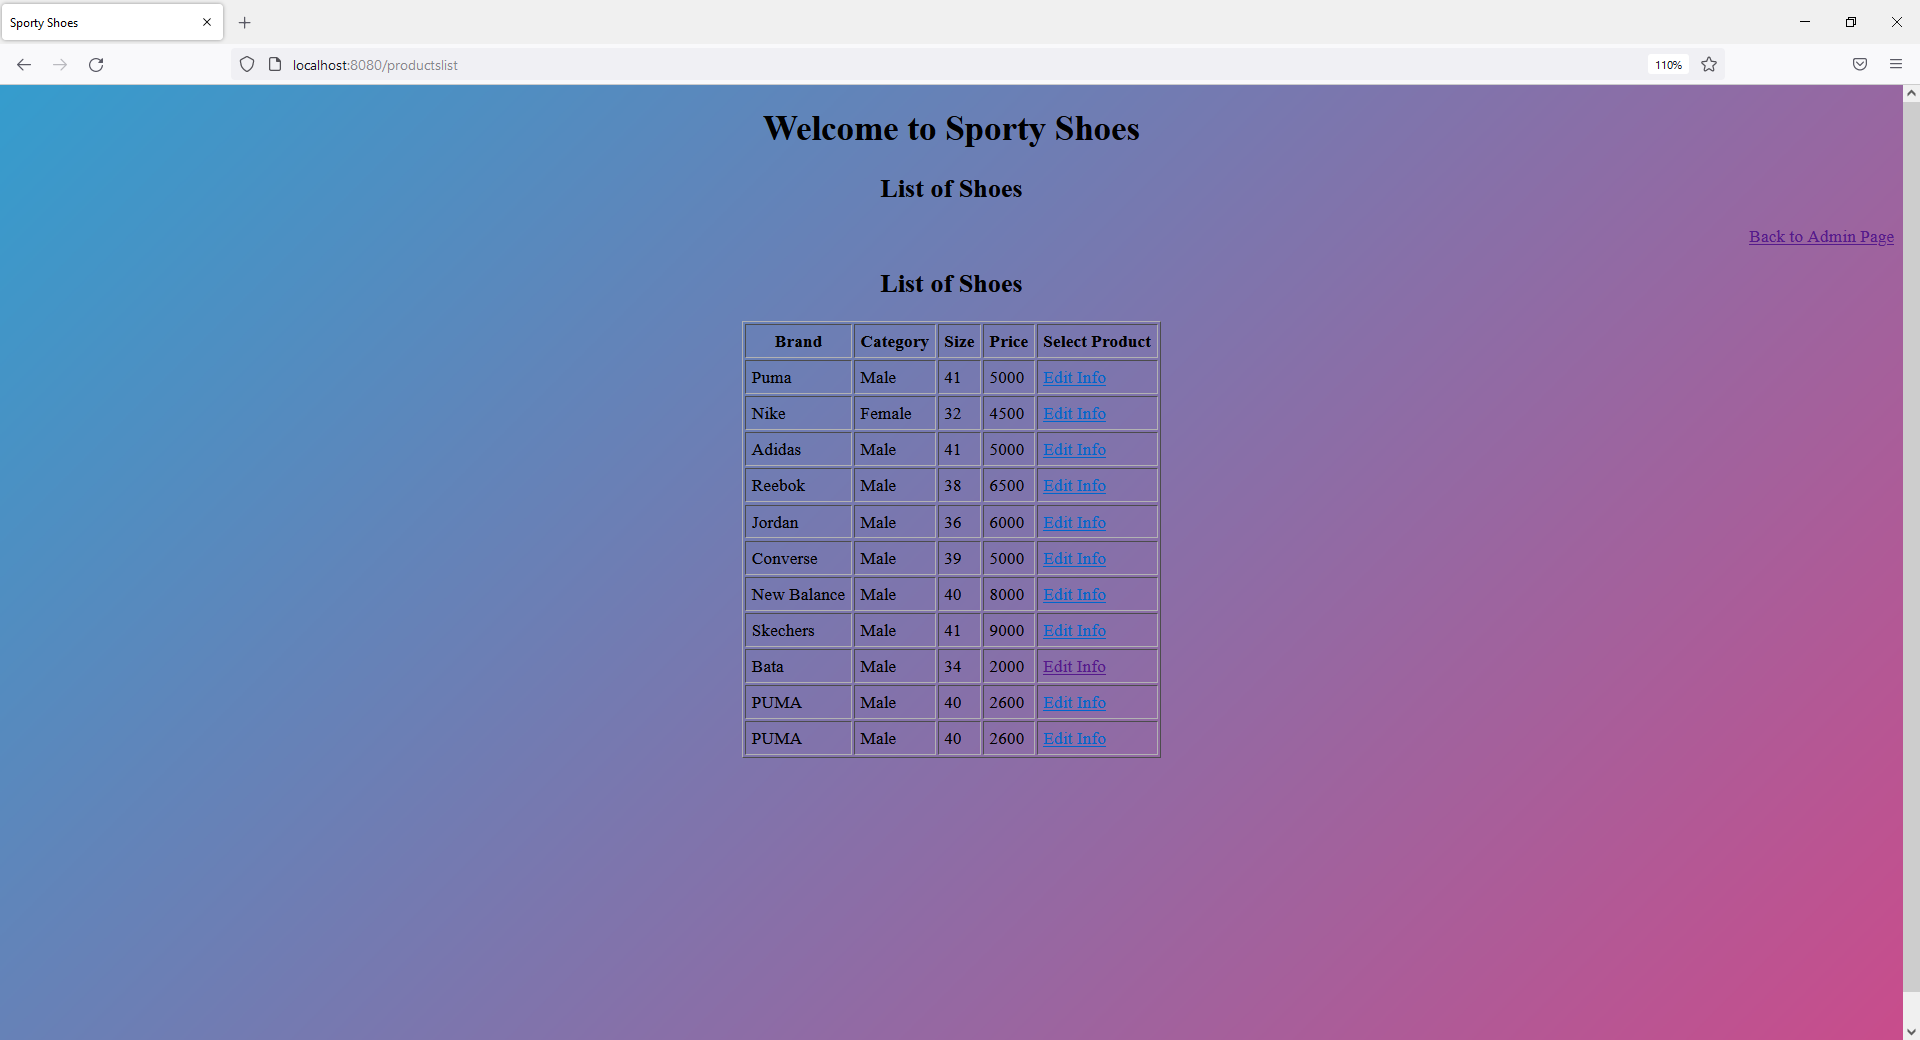 Sporty Shoes
localhost:8080/productslist
110%
Welcome to Sporty Shoes
List of Shoes
Back to Admin Page
List of Shoes
Brand Category Size Price Select Product
Puma Male 41 5000 Edit Info
Nike Female 32 4500 Edit Info
Adidas Male 41 5000 Edit Info
Reebok Male 38 6500 Edit Info
Jordan Male 36 6000 Edit Info
Converse Male 39 5000 Edit Info
New Balance Male 40 8000 Edit Info
Skechers Male 41 9000 Edit Info
Bata Male 34 2000 Edit Info
PUMA Male 40 2600 Edit Info
PUMA Male 40 2600 Edit Info